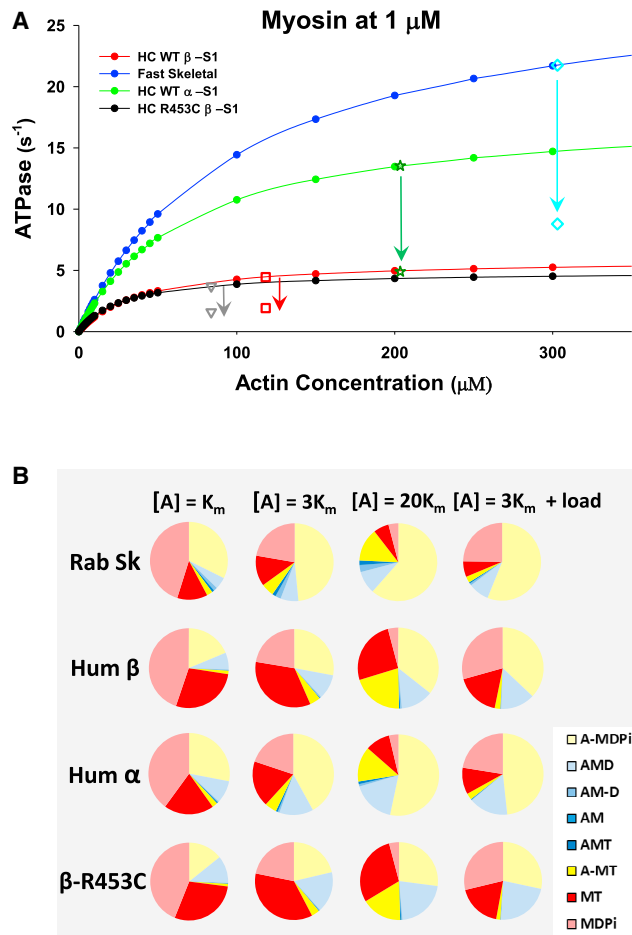 A
Myosin at 1 μM
HC WT β –S1
Fast Skeletal
HC WT α –S1
HC R453C β –S1
ATPase (s⁻¹)
25
20
15
10
5
0
0
100
200
300
Actin Concentration (μM)
B
[A] = Kₘ
[A] = 3Kₘ
[A] = 20Kₘ
[A] = 3Kₘ + load
Rab Sk
Hum β
Hum α
β-R453C
A-MDPi
AMD
AM-D
AM
AMT
A-MT
MT
MDPi